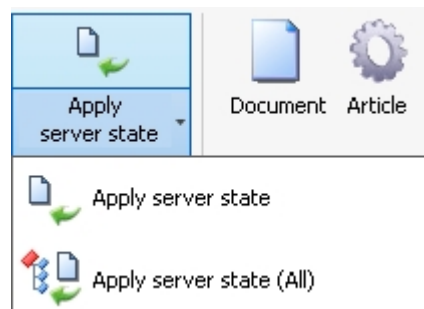 Apply
server state
Document Article
Apply server state
Apply server state (All)